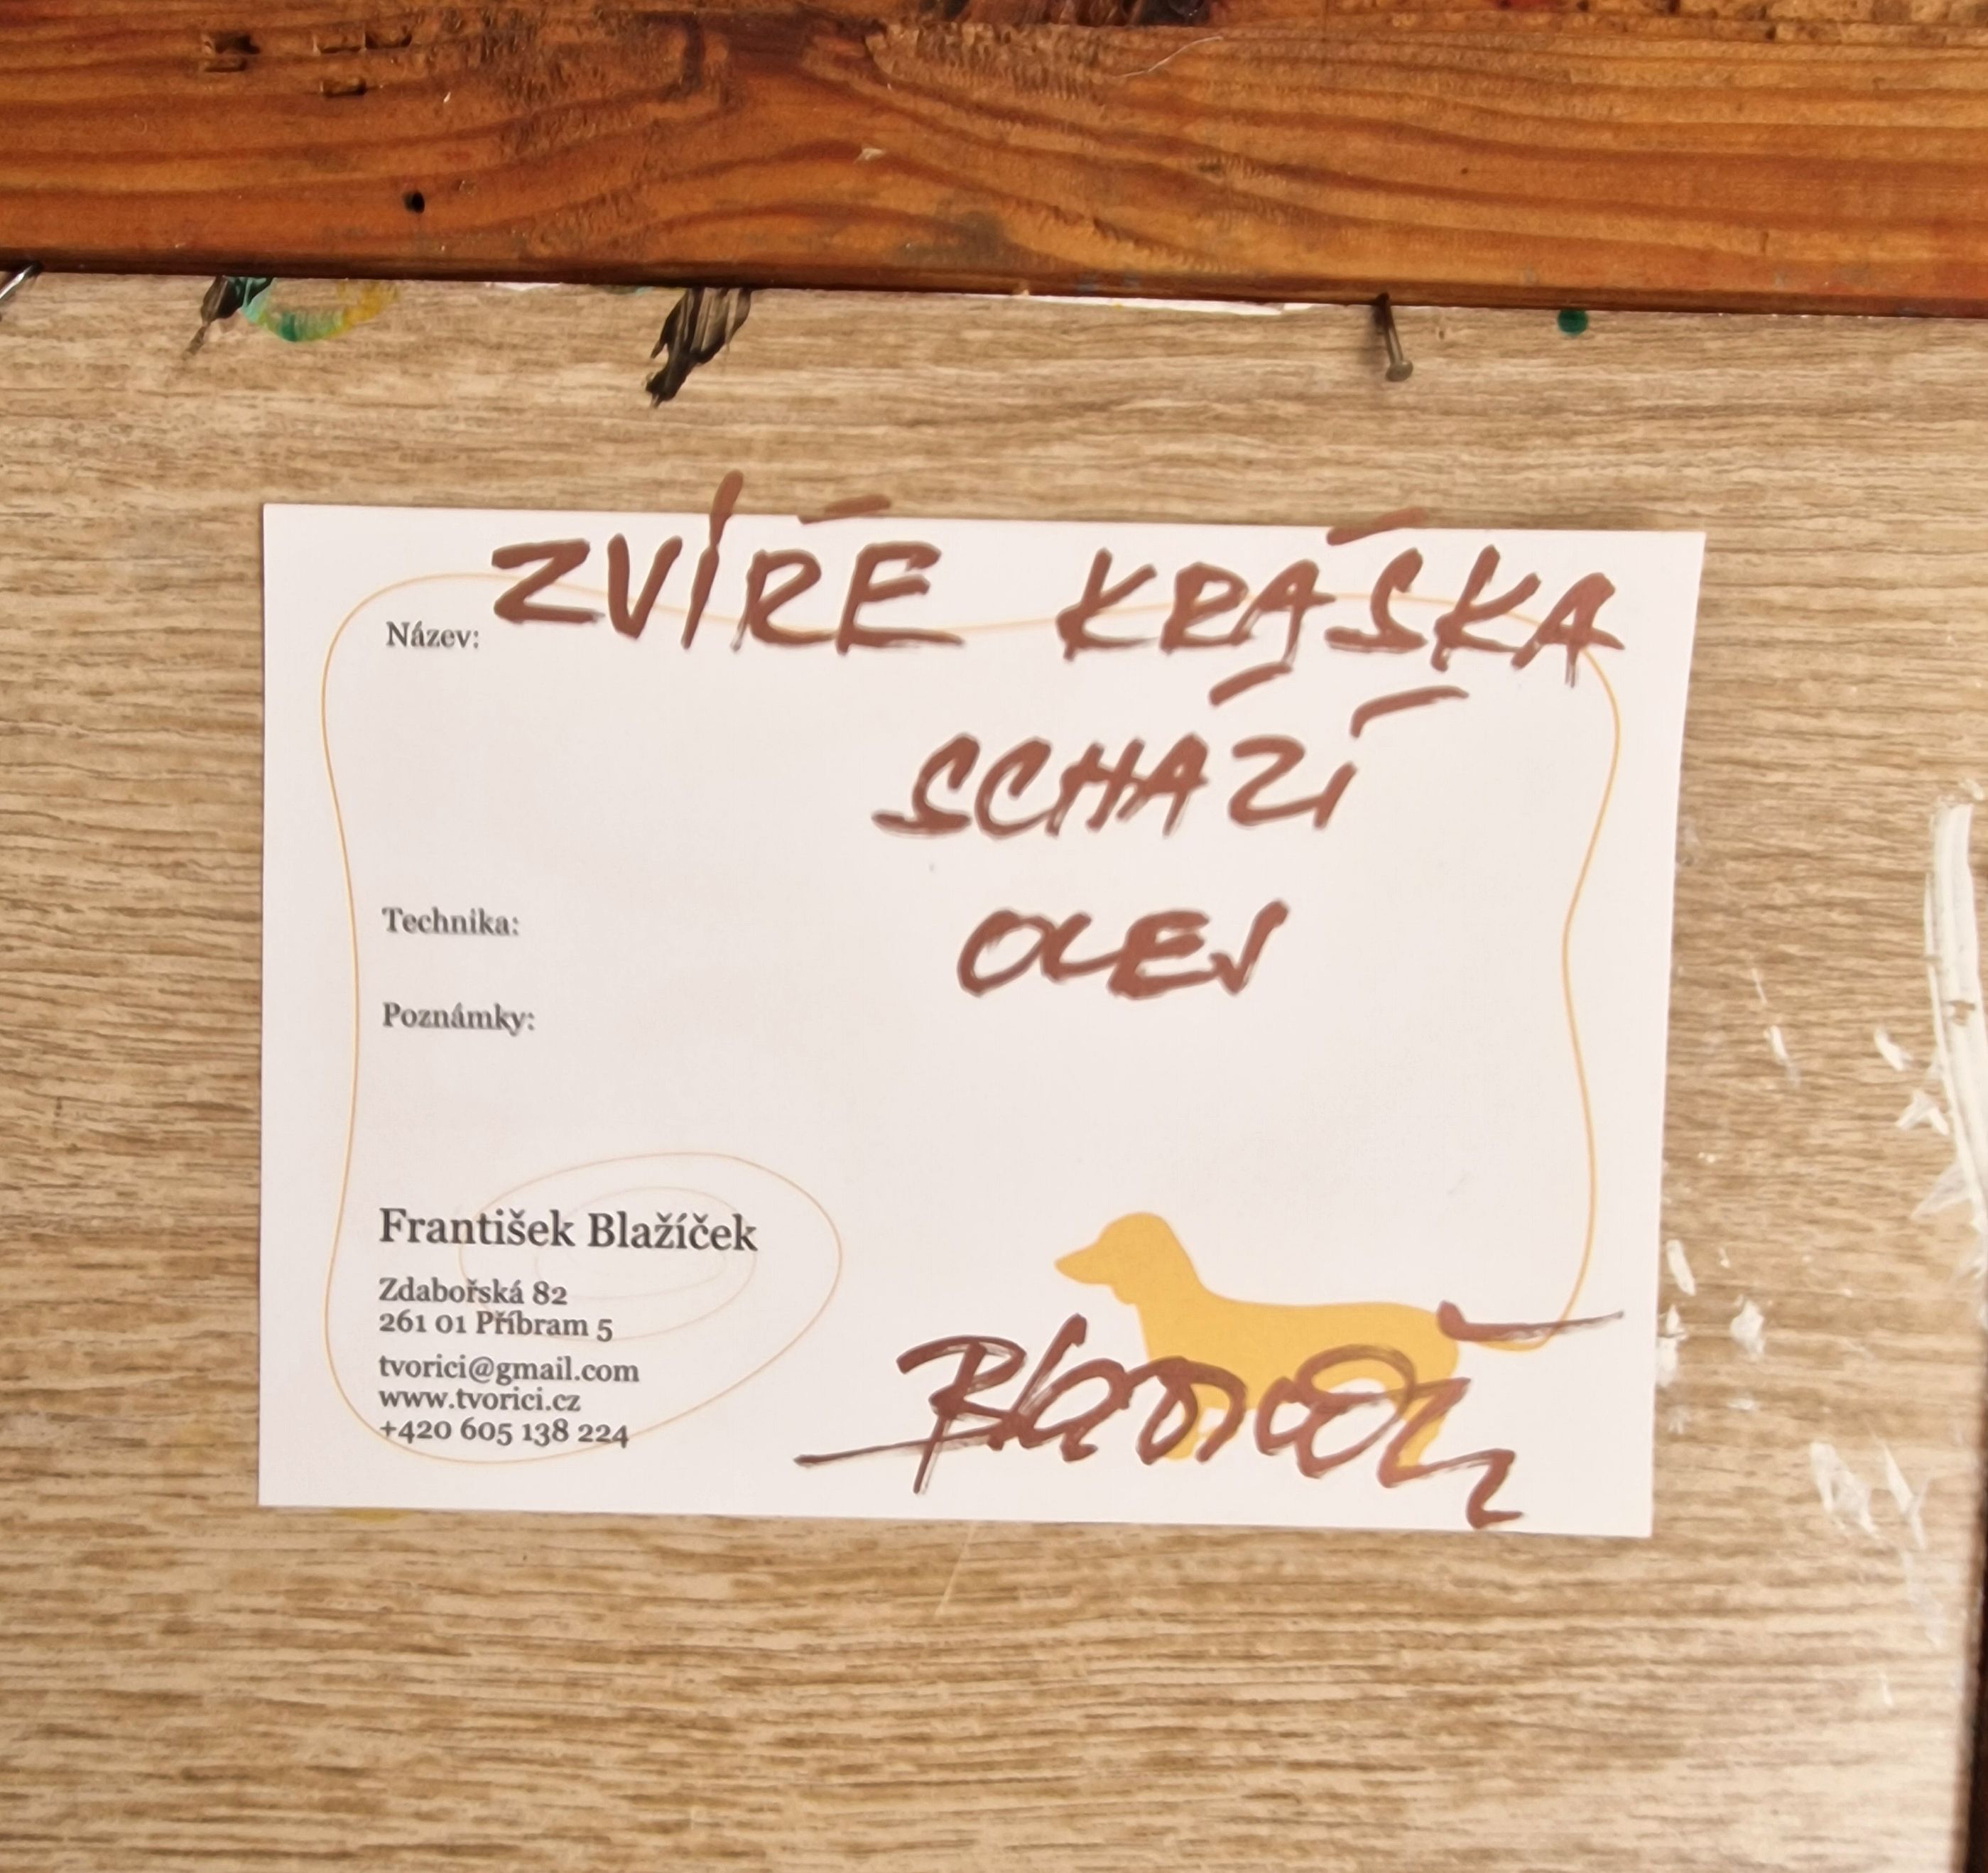 Název: ZVÍŘE KRÁSKA
SCHÁZÍ
Technika: OLEJ
Poznámky:
František Blažíček
Zdabořská 82
261 01 Příbram 5
tvorici@gmail.com
www.tvorici.cz
+420 605 138 224